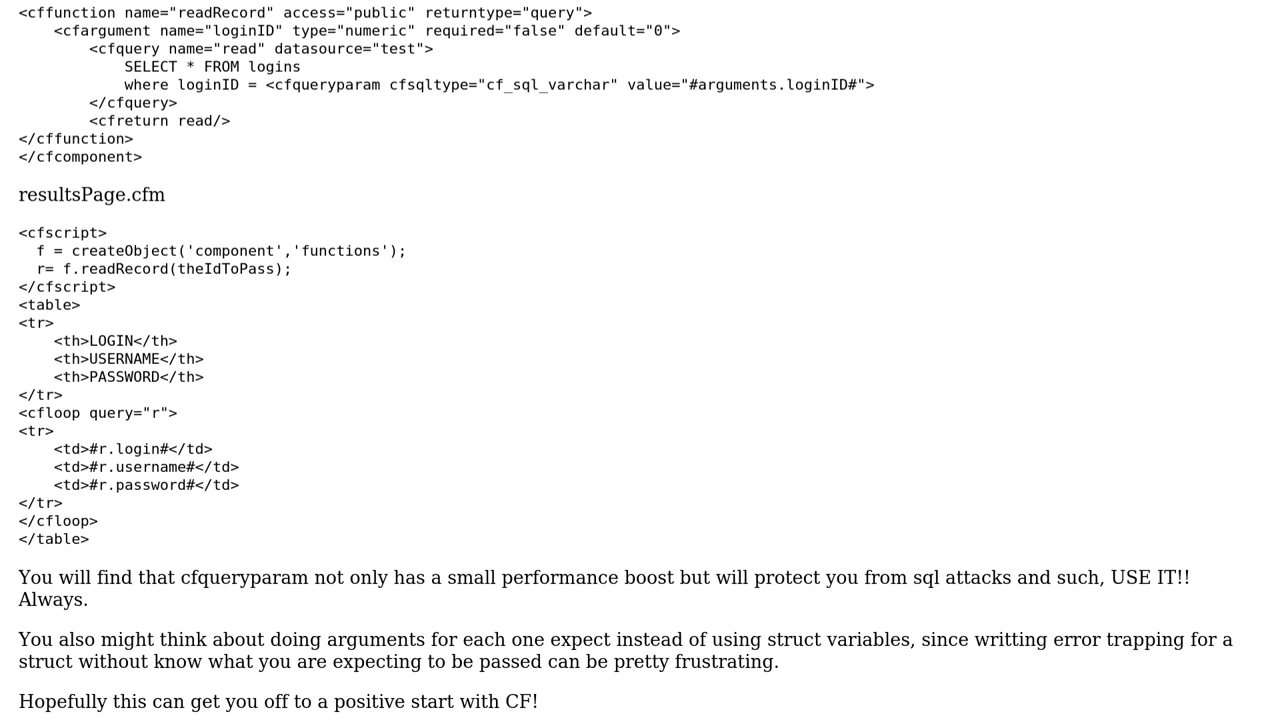 <cffunction name="readRecord" access="public" returntype="query">
    <cfargument name="loginID" type="numeric" required="false" default="0">
        <cfquery name="read" datasource="test">
            SELECT * FROM logins
            where loginID = <cfqueryparam cfsqltype="cf_sql_varchar" value="#arguments.loginID#">
        </cfquery>
        <cfreturn read/>
</cffunction>
</cfcomponent>
resultsPage.cfm
<cfscript>
  f = createObject('component','functions');
  r= f.readRecord(theIdToPass);
</cfscript>
<table>
<tr>
    <th>LOGIN</th>
    <th>USERNAME</th>
    <th>PASSWORD</th>
</tr>
<cfloop query="r">
<tr>
    <td>#r.login#</td>
    <td>#r.username#</td>
    <td>#r.password#</td>
</tr>
</cfloop>
</table>
You will find that cfqueryparam not only has a small performance boost but will protect you from sql attacks and such, USE IT!!
Always.
You also might think about doing arguments for each one expect instead of using struct variables, since writting error trapping for a
struct without know what you are expecting to be passed can be pretty frustrating.
Hopefully this can get you off to a positive start with CF!